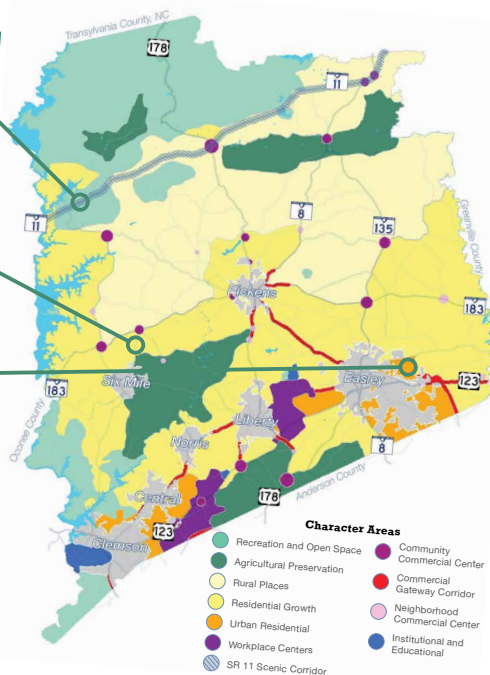 Transylvania County, NC
178
11
11
8
135
Greenville County
Pickens
183
Six Mile
Easley
123
183
Oconee County
Liberty
Norris
8
Anderson County
178
Central
123
Clemson
Character Areas
Recreation and Open Space
Agricultural Preservation
Rural Places
Residential Growth
Urban Residential
Workplace Centers
SR 11 Scenic Corridor
Community
Commercial Center
Commercial
Gateway Corridor
Neighborhood
Commercial Center
Institutional and
Educational